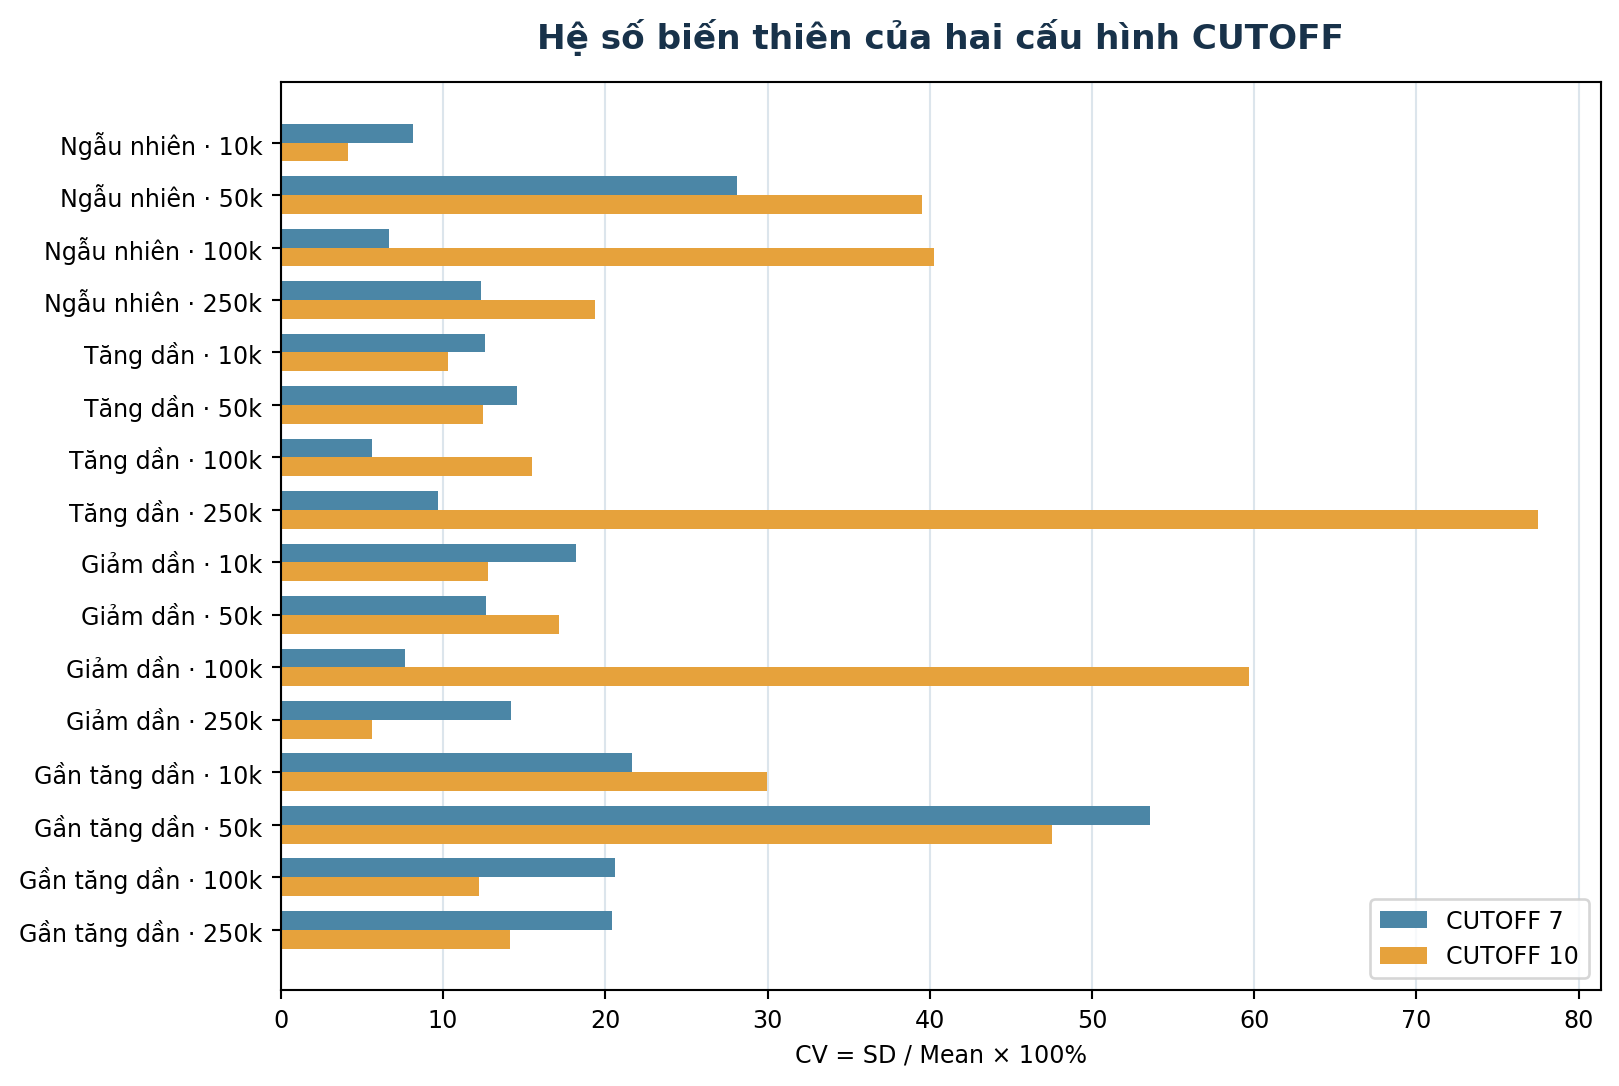 Hệ số biến thiên của hai cấu hình CUTOFF
Ngẫu nhiên · 10k
Ngẫu nhiên · 50k
Ngẫu nhiên · 100k
Ngẫu nhiên · 250k
Tăng dần · 10k
Tăng dần · 50k
Tăng dần · 100k
Tăng dần · 250k
Giảm dần · 10k
Giảm dần · 50k
Giảm dần · 100k
Giảm dần · 250k
Gần tăng dần · 10k
Gần tăng dần · 50k
Gần tăng dần · 100k
Gần tăng dần · 250k
CUTOFF 7
CUTOFF 10
0 10 20 30 40 50 60 70 80
CV = SD / Mean × 100%